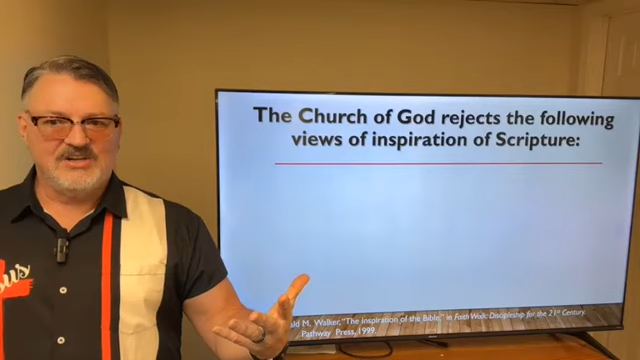 The Church of God rejects the following
views of inspiration of Scripture:
M. Walker, "The Inspiration of the Bible," in Faith Walk: Discipleship for the 21st Century.
Pathway Press, 1999.